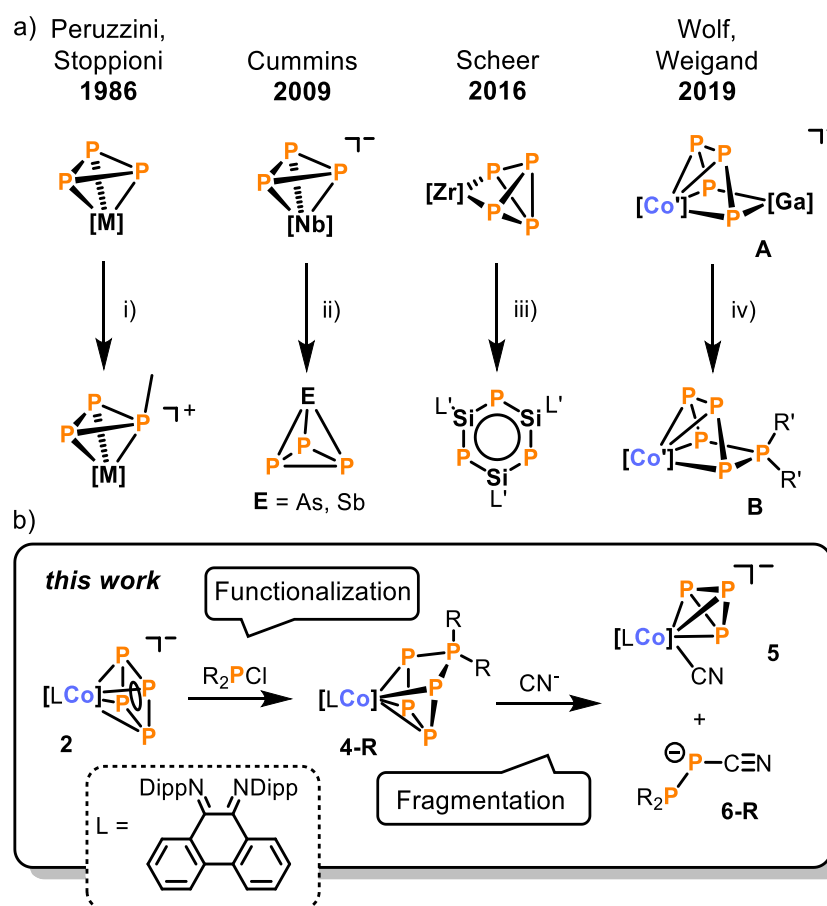 a)
Peruzzini, Stoppioni 1986
Cummins 2009
Scheer 2016
Wolf, Weigand 2019
P P P [M]
P P P [Nb] ⌝−
[Zr] P P P P
[Co'] P P P P [Ga] ⌝
A
i)
ii)
iii)
iv)
P P P [M] ⌝+
E P P P
E = As, Sb
L' Si P Si L' P Si P L'
[Co'] P P P P P R' R'
B
b)
this work
Functionalization
[LCo] P P P P ⌝−
2
R₂PCl
[LCo] P P P P P R R
4-R
CN⁻
Fragmentation
[LCo] P P P CN ⌝−
5
+
⊖ P C≡N R₂P
6-R
L = DippN NDipp